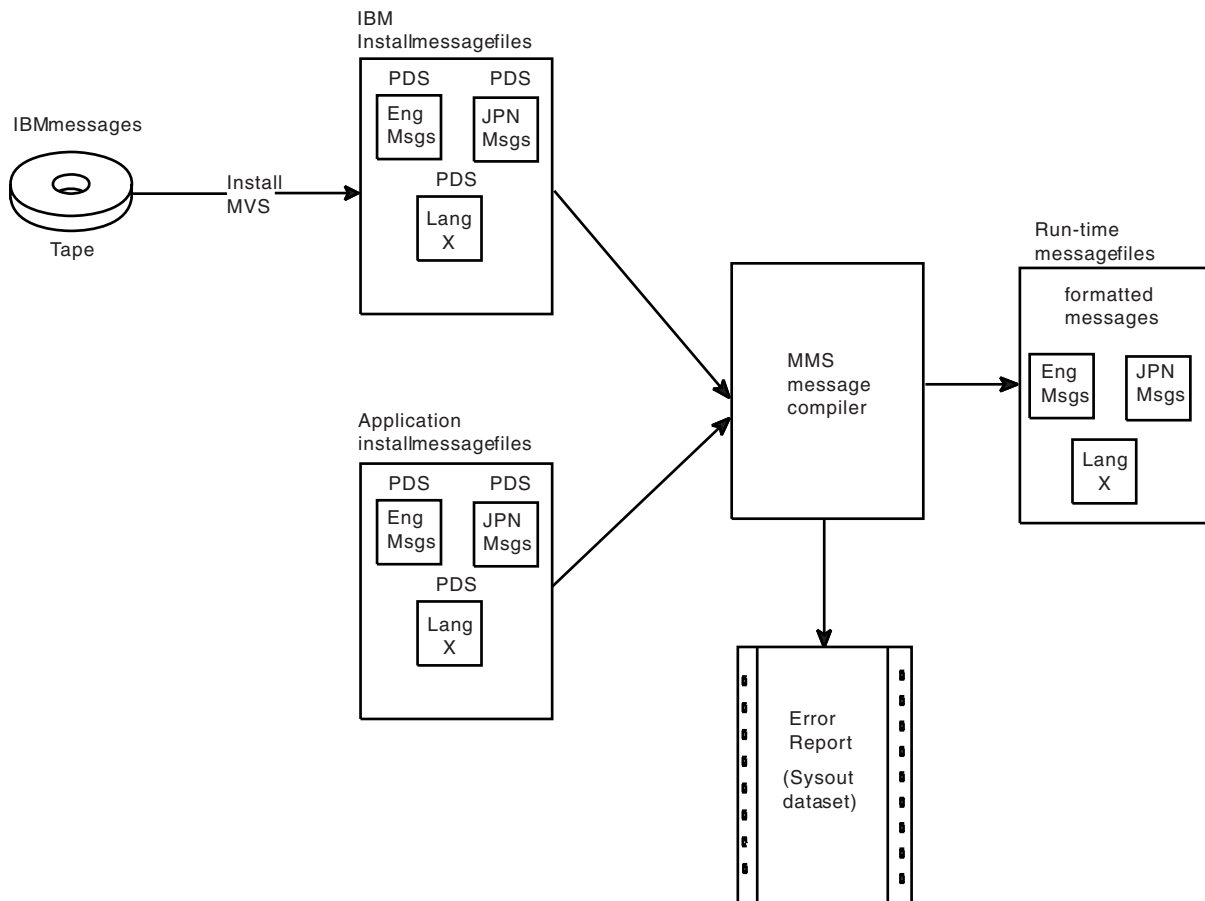 IBMmessages
Tape
Install
MVS
IBM
Installmessagefiles
PDS
PDS
Eng
Msgs
JPN
Msgs
PDS
Lang
X
Application
installmessagefiles
PDS
PDS
Eng
Msgs
JPN
Msgs
PDS
Lang
X
MMS
message
compiler
Run-time
messagefiles
formatted
messages
Eng
Msgs
JPN
Msgs
Lang
X
Error
Report
(Sysout
dataset)